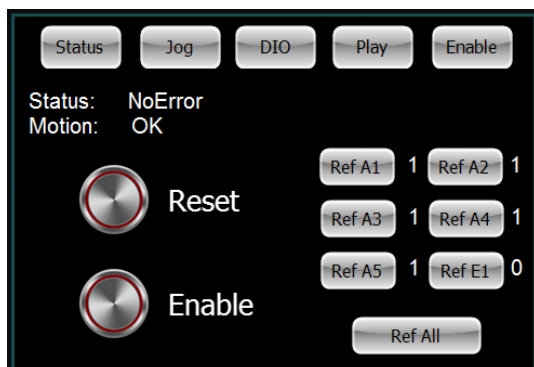 Status Jog DIO Play Enable
Status: NoError
Motion: OK
Ref A1 1 Ref A2 1
Reset
Ref A3 1 Ref A4 1
Ref A5 1 Ref E1 0
Enable
Ref All